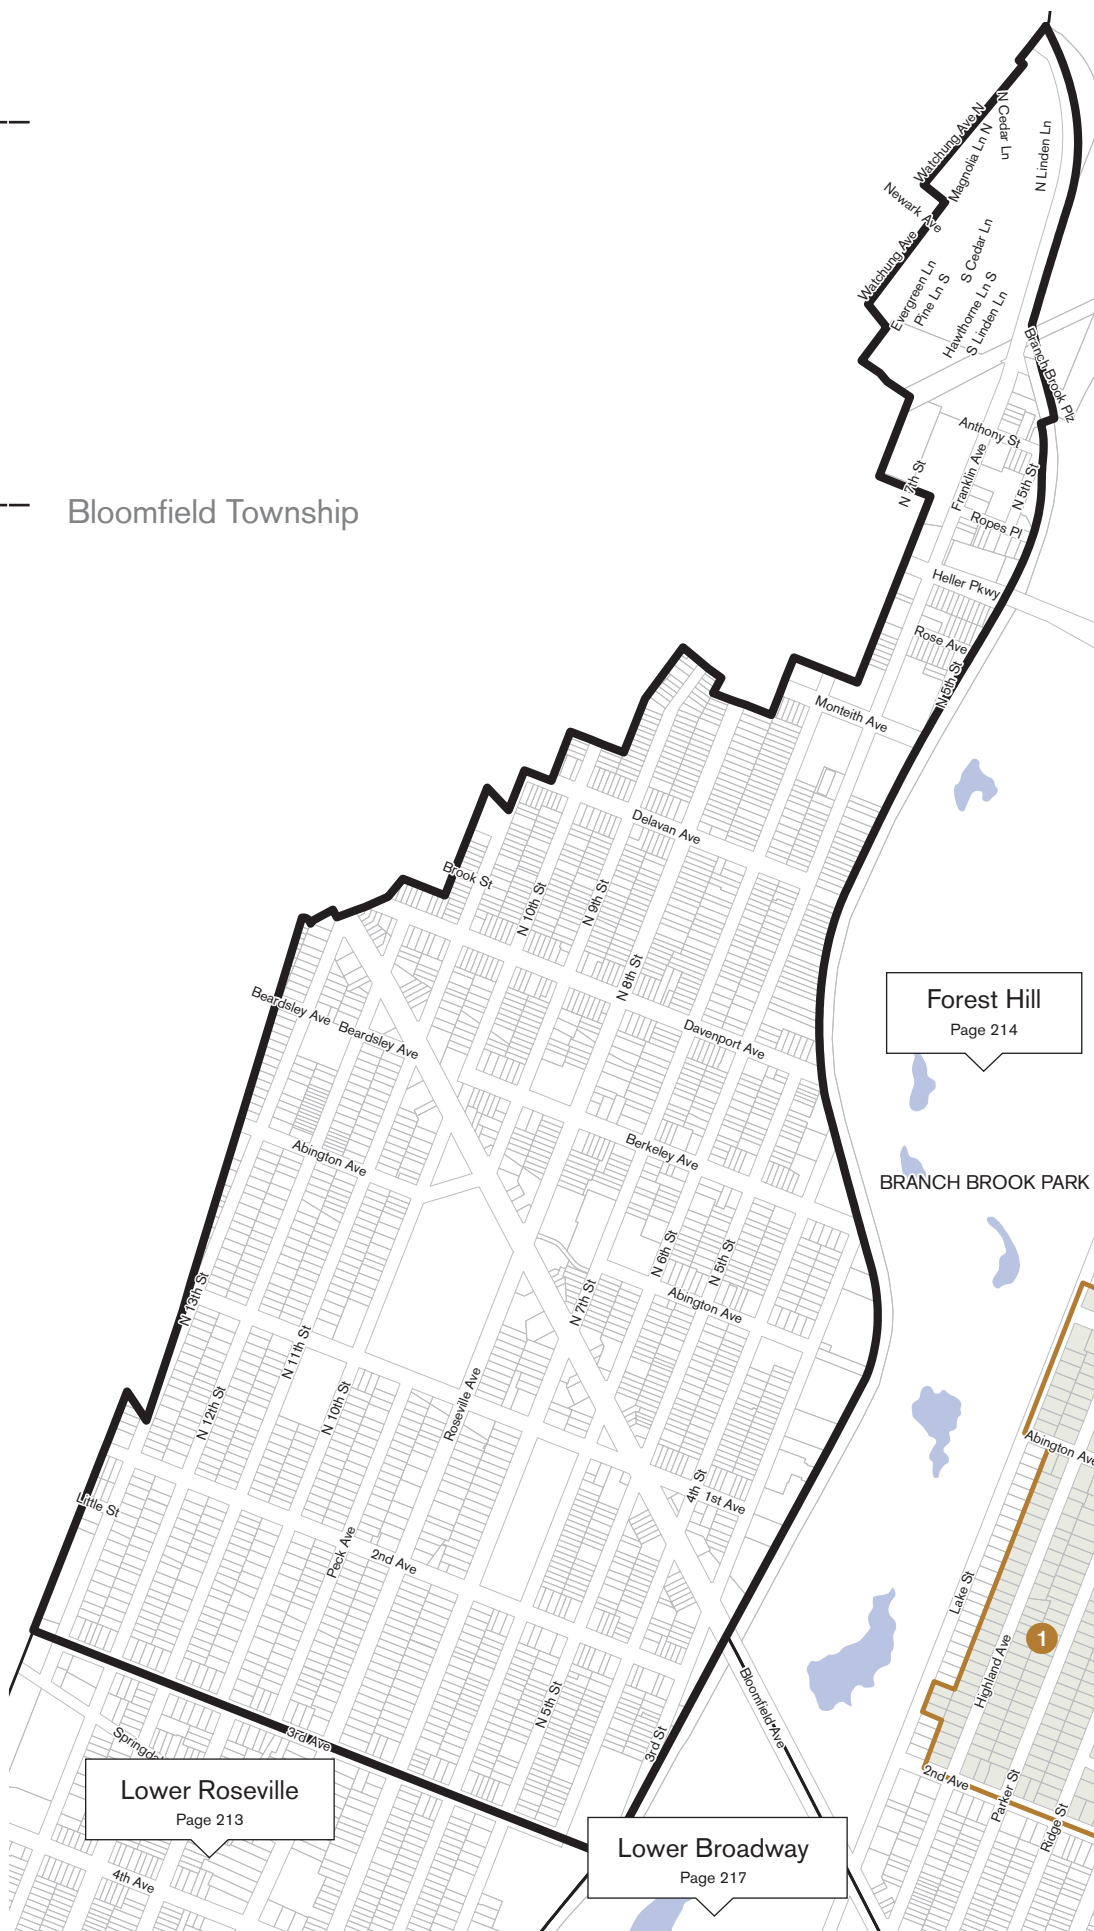 Watchung Ave N
N Cedar Ln
Magnolia Ln N
N Linden Ln
Newark Ave
Watchung Ave
S Cedar Ln
Evergreen Ln
Pine Ln S
Hawthorne Ln S
S Linden Ln
Branch Brook Plz
Anthony St
N 7th St
Franklin Ave
N 5th St
Bloomfield Township
Ropes Pl
Heller Pkwy
Rose Ave
N 5th St
Monteith Ave
Delavan Ave
Brook St
N 10th St
N 9th St
N 8th St
Forest Hill
Page 214
Beardsley Ave
Beardsley Ave
Davenport Ave
Abington Ave
Berkeley Ave
BRANCH BROOK PARK
N 6th St
N 5th St
N 13th St
N 7th St
Abington Ave
N 11th St
N 12th St
N 10th St
Roseville Ave
Abington Ave
4th St
1st Ave
Little St
Peck Ave
2nd Ave
Lake St
1
Highland Ave
N 5th St
Bloomfield Ave
3rd Ave
3rd St
2nd Ave
Parker St
Ridge St
Lower Roseville
Page 213
Lower Broadway
Page 217
4th Ave